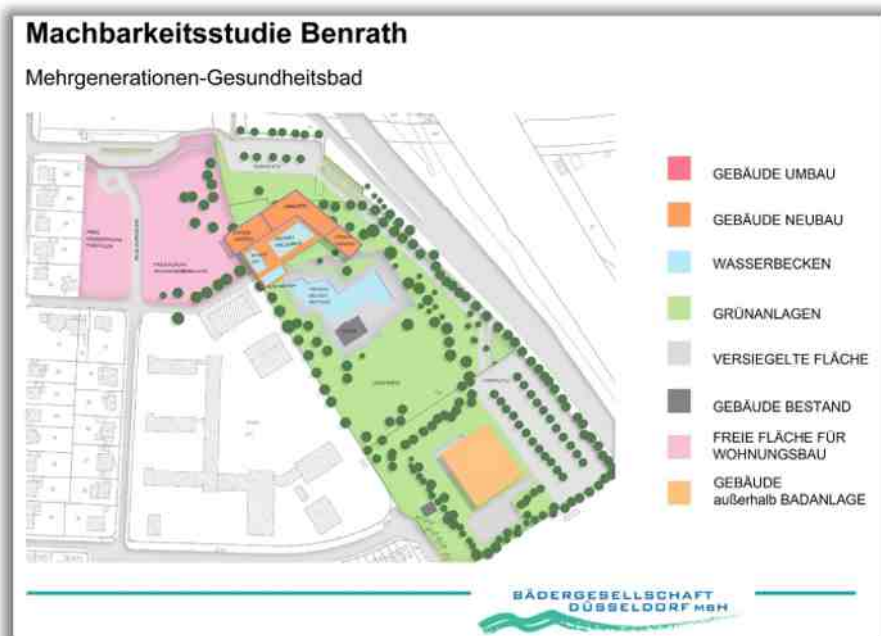 Machbarkeitsstudie Benrath
Mehrgenerationen-Gesundheitsbad
GEBÄUDE UMBAU
GEBÄUDE NEUBAU
WASSERBECKEN
GRÜNANLAGEN
VERSIEGELTE FLÄCHE
GEBÄUDE BESTAND
FREIE FLÄCHE FÜR
WOHNUNGSBAU
GEBÄUDE
außerhalb BADANLAGE
BÄDERGESELLSCHAFT
DÜSSELDORF MBH